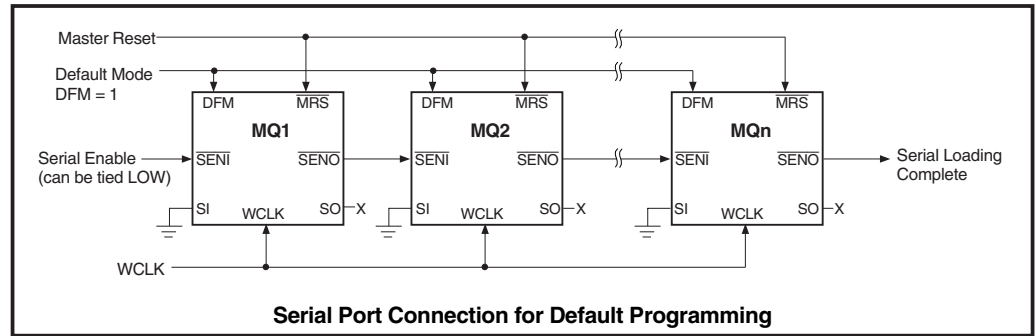 Master Reset
Default Mode
DFM = 1
DFM MRS
MQ1
SENI SENO
SI WCLK SO X
DFM MRS
MQ2
SENI SENO
SI WCLK SO X
DFM MRS
MQn
SENI SENO
SI WCLK SO X
Serial Enable
(can be tied LOW)
Serial Loading
Complete
WCLK
Serial Port Connection for Default Programming